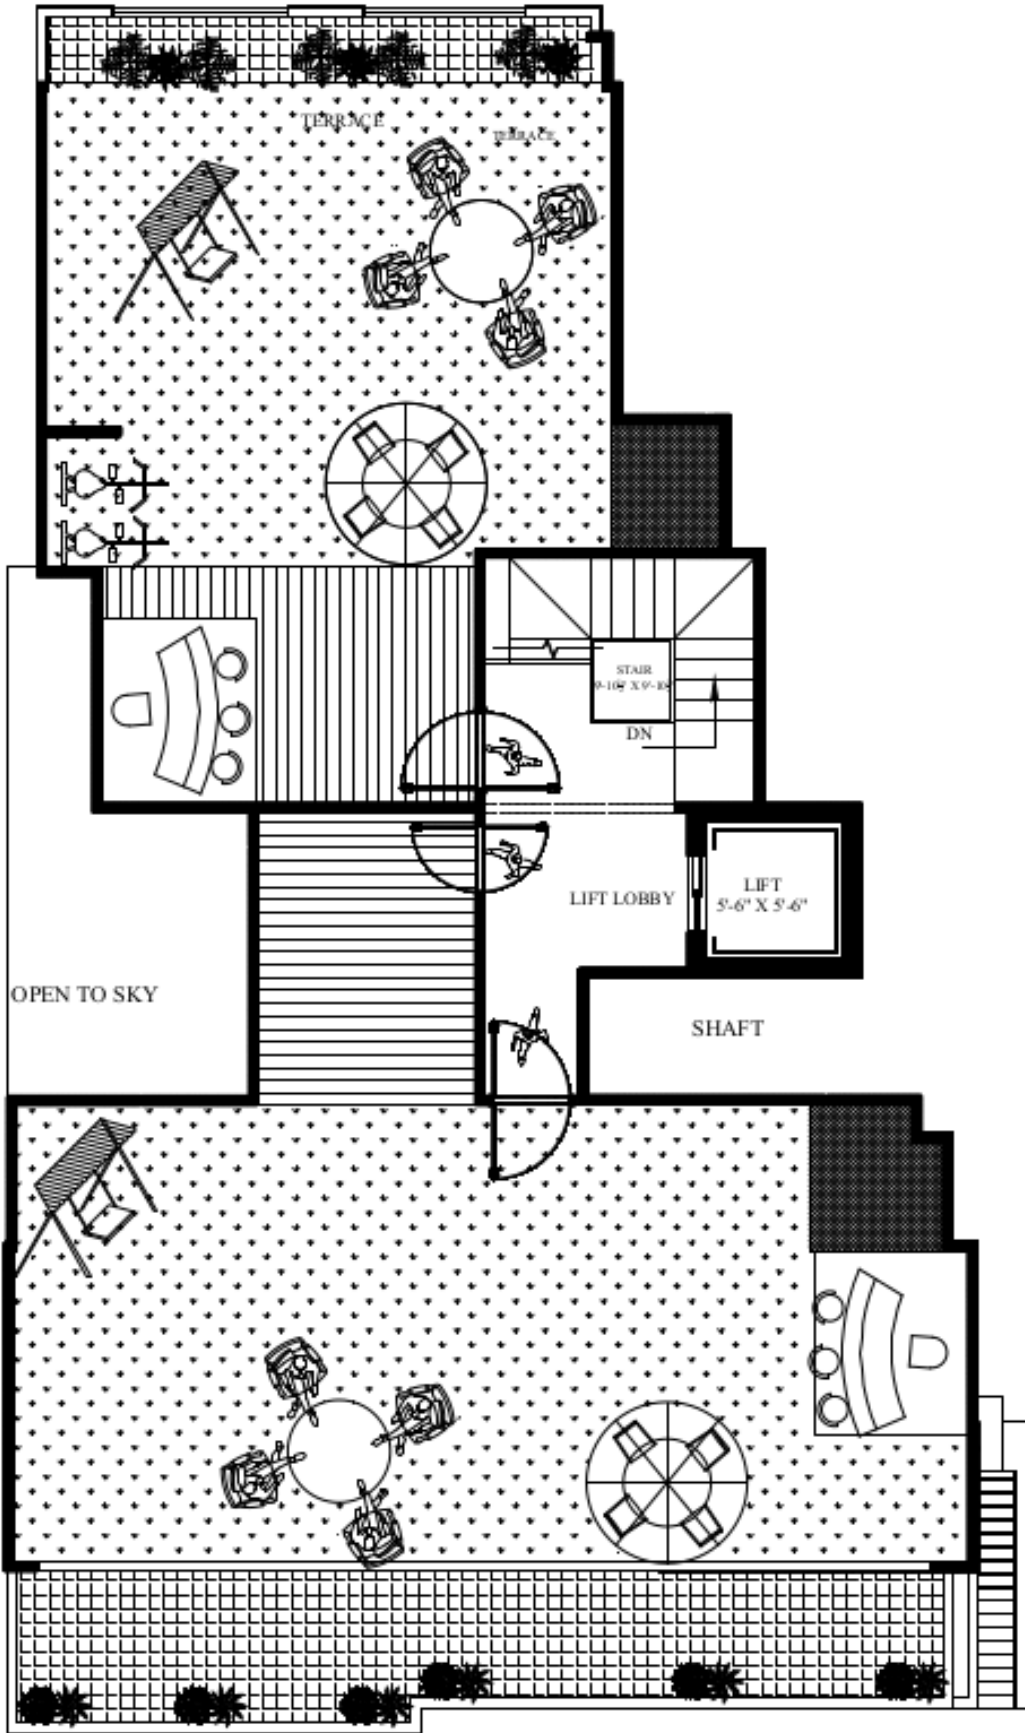 TERRACE
TERRACE
STAIR
DN
LIFT LOBBY
LIFT
5'-6" X 5'-6"
OPEN TO SKY
SHAFT